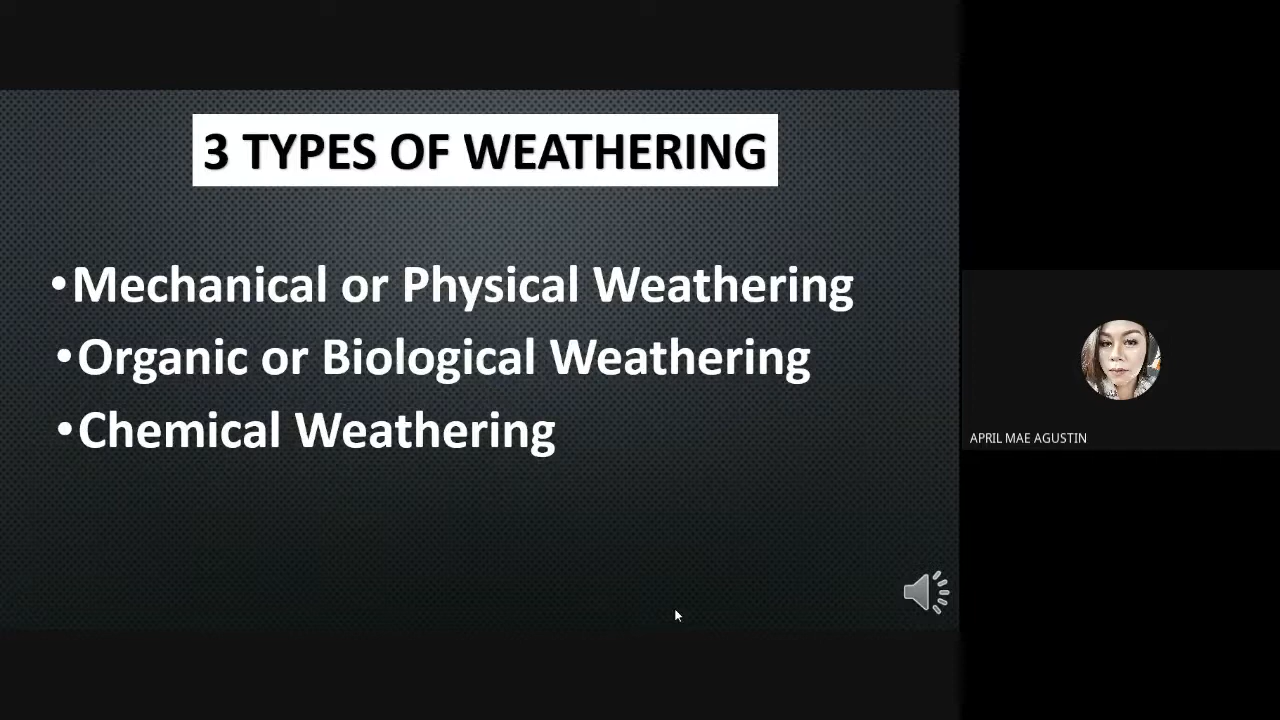 3 TYPES OF WEATHERING
•Mechanical or Physical Weathering
•Organic or Biological Weathering
•Chemical Weathering
APRIL MAE AGUSTIN